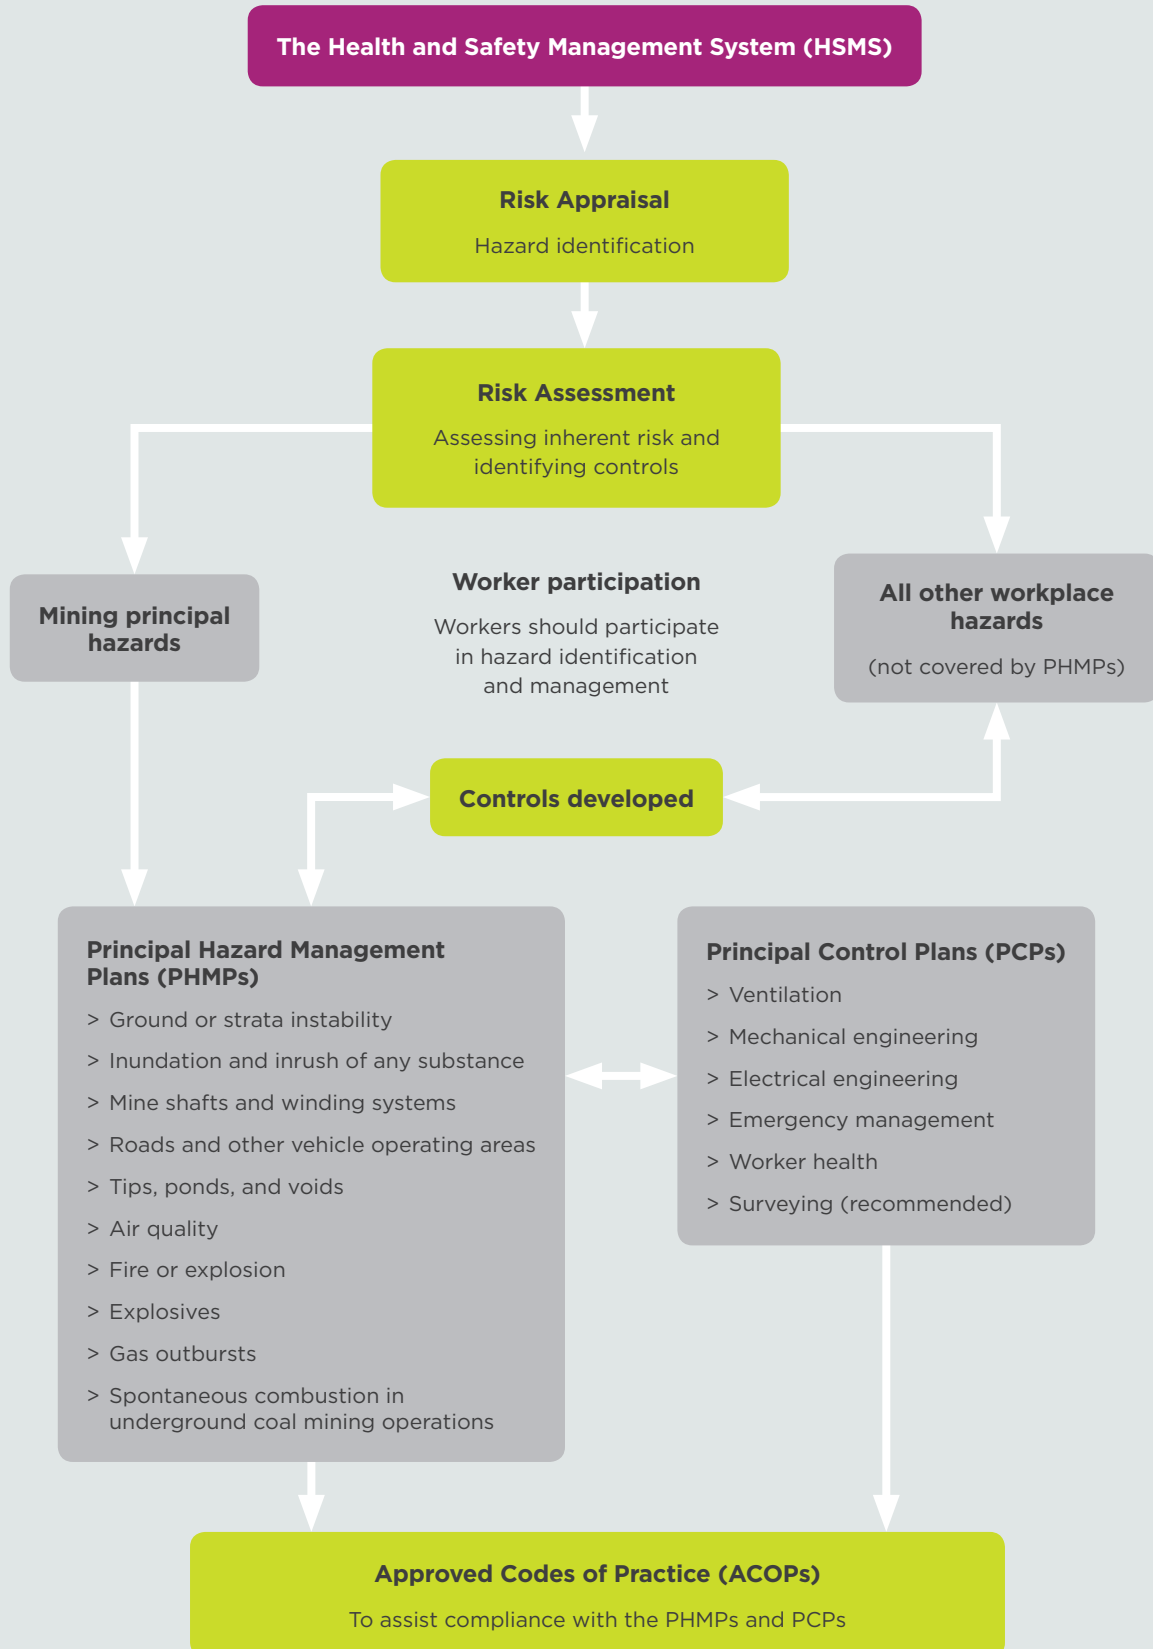 The Health and Safety Management System (HSMS)
Risk Appraisal
Hazard identification
Risk Assessment
Assessing inherent risk and
identifying controls
Mining principal
hazards
Worker participation
Workers should participate
in hazard identification
and management
All other workplace
hazards
(not covered by PHMPs)
Controls developed
Principal Hazard Management
Plans (PHMPs)
> Ground or strata instability
> Inundation and inrush of any substance
> Mine shafts and winding systems
> Roads and other vehicle operating areas
> Tips, ponds, and voids
> Air quality
> Fire or explosion
> Explosives
> Gas outbursts
> Spontaneous combustion in
underground coal mining operations
Principal Control Plans (PCPs)
> Ventilation
> Mechanical engineering
> Electrical engineering
> Emergency management
> Worker health
> Surveying (recommended)
Approved Codes of Practice (ACOPs)
To assist compliance with the PHMPs and PCPs